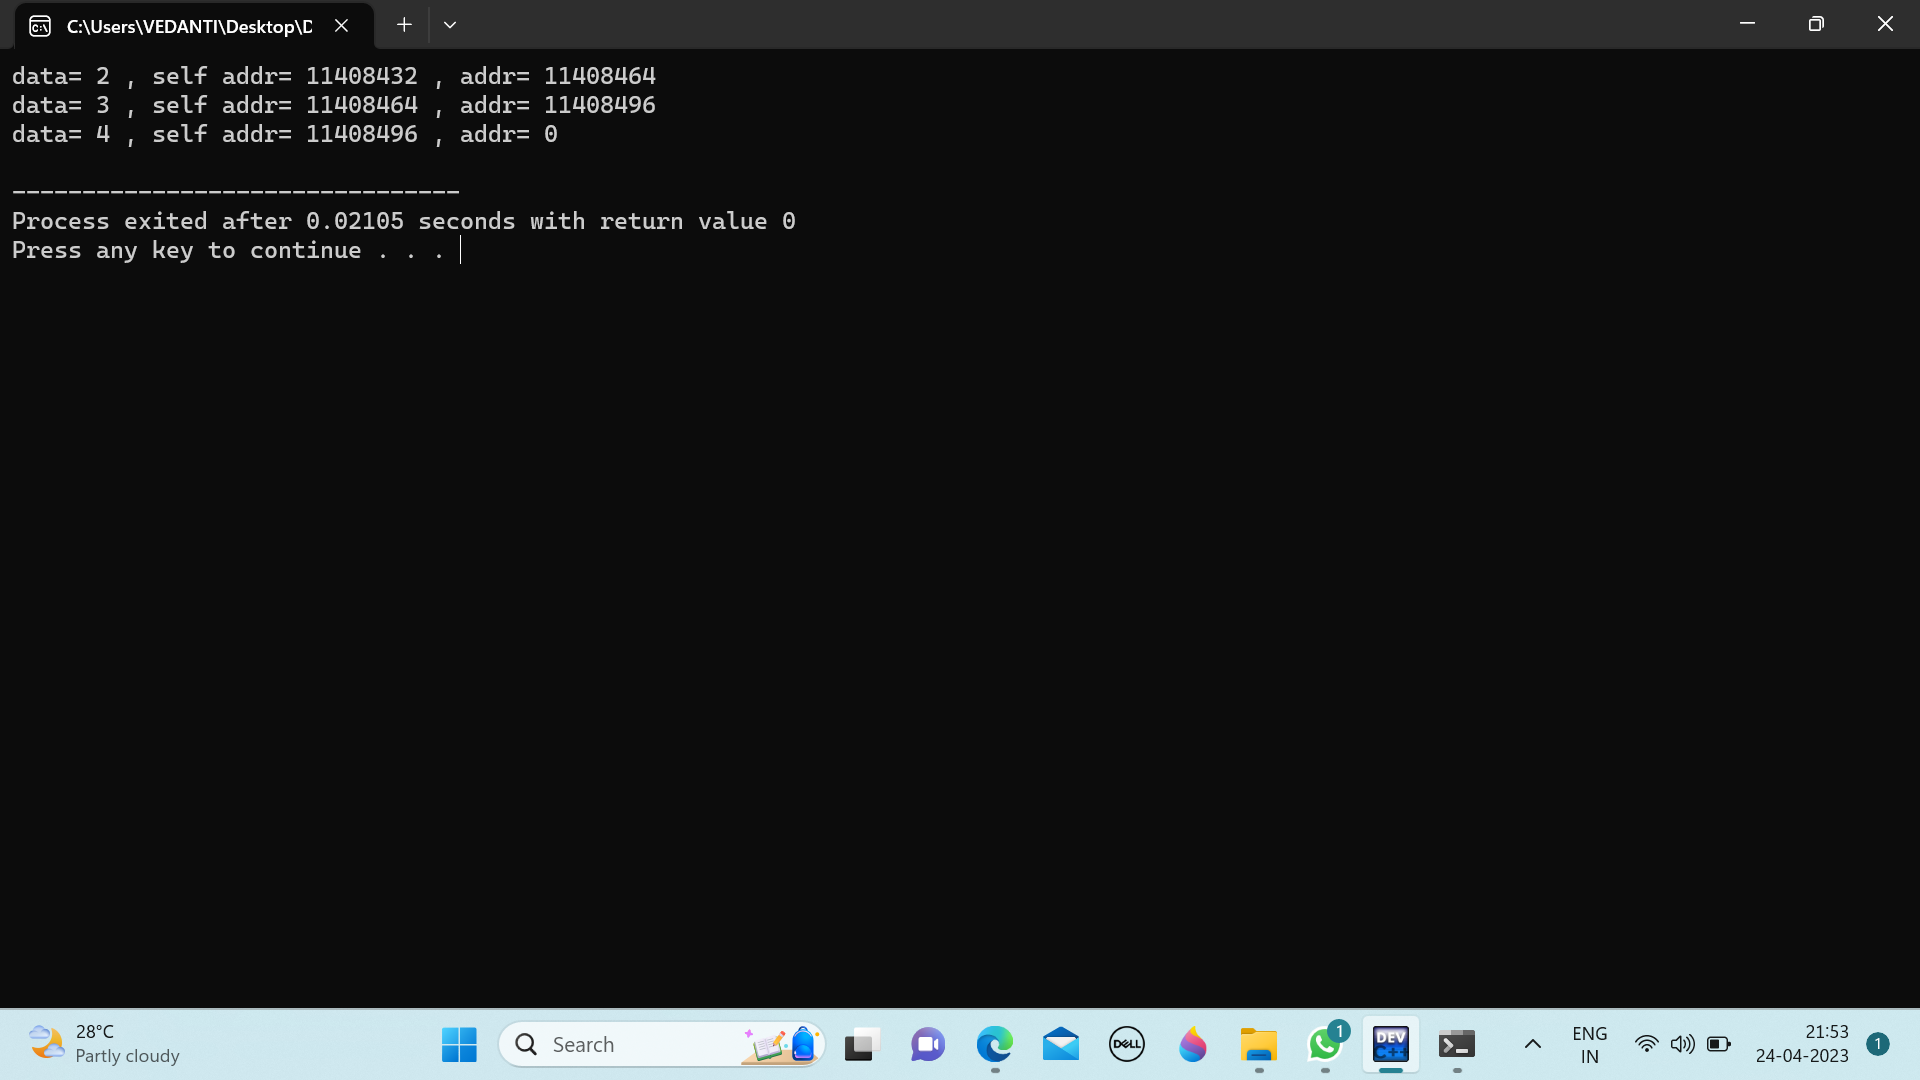 C:\Users\VEDANTI\Desktop\D
data= 2 , self addr= 11408432 , addr= 11408464
data= 3 , self addr= 11408464 , addr= 11408496
data= 4 , self addr= 11408496 , addr= 0
--------------------------------
Process exited after 0.02105 seconds with return value 0
Press any key to continue . . .
28°C
Partly cloudy
Search
DELL
1
DEV
C++
ENG
IN
21:53
24-04-2023
1